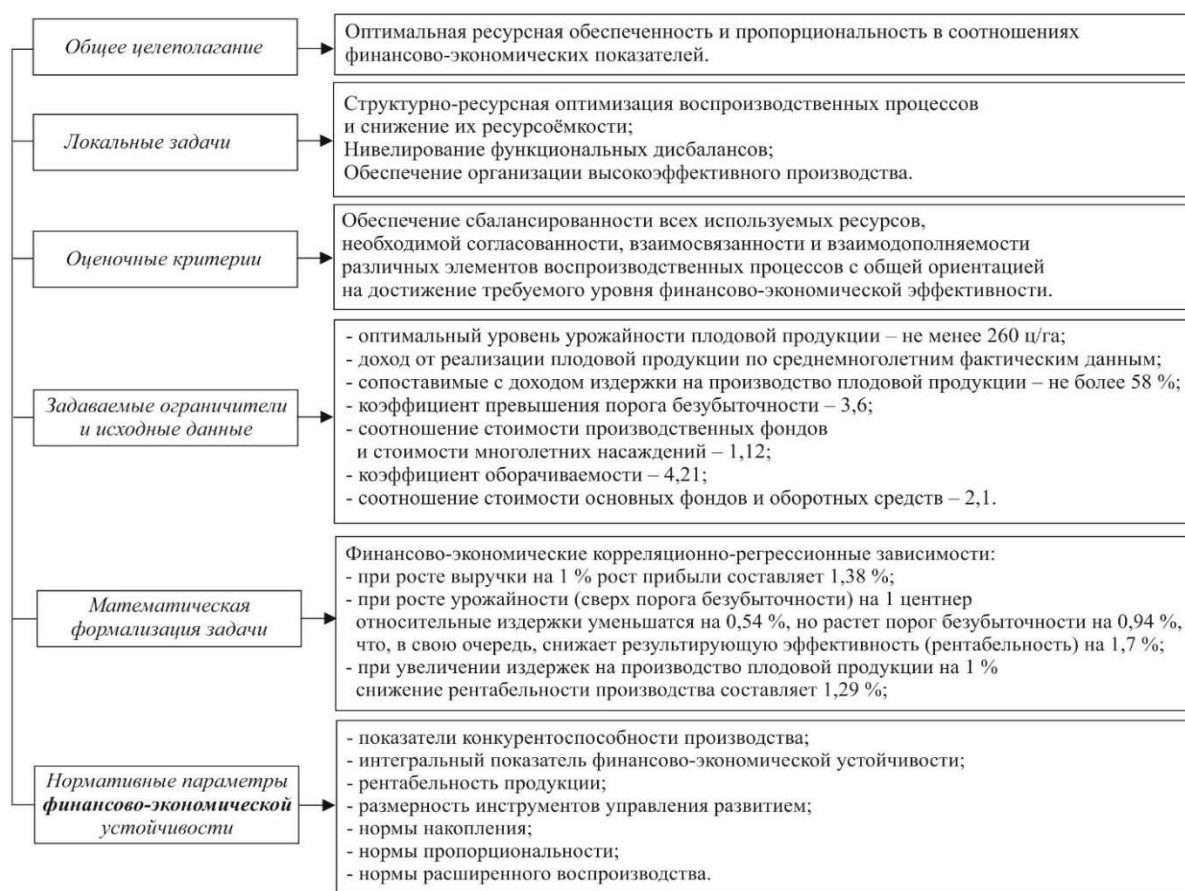 Общее целеполагание
Оптимальная ресурсная обеспеченность и пропорциональность в соотношениях
финансово-экономических показателей.
Локальные задачи
Структурно-ресурсная оптимизация воспроизводственных процессов
и снижение их ресурсоёмкости;
Нивелирование функциональных дисбалансов;
Обеспечение организации высокоэффективного производства.
Оценочные критерии
Обеспечение сбалансированности всех используемых ресурсов,
необходимой согласованности, взаимосвязанности и взаимодополняемости
различных элементов воспроизводственных процессов с общей ориентацией
на достижение требуемого уровня финансово-экономической эффективности.
Задаваемые ограничители
и исходные данные
- оптимальный уровень урожайности плодовой продукции – не менее 260 ц/га;
- доход от реализации плодовой продукции по среднемноголетним фактическим данным;
- сопоставимые с доходом издержки на производство плодовой продукции – не более 58 %;
- коэффициент превышения порога безубыточности – 3,6;
- соотношение стоимости производственных фондов
и стоимости многолетних насаждений – 1,12;
- коэффициент оборачиваемости – 4,21;
- соотношение стоимости основных фондов и оборотных средств – 2,1.
Математическая
формализация задачи
Финансово-экономические корреляционно-регрессионные зависимости:
- при росте выручки на 1 % рост прибыли составляет 1,38 %;
- при росте урожайности (сверх порога безубыточности) на 1 центнер
относительные издержки уменьшатся на 0,54 %, но растет порог безубыточности на 0,94 %,
что, в свою очередь, снижает результирующую эффективность (рентабельность) на 1,7 %;
- при увеличении издержек на производство плодовой продукции на 1 %
снижение рентабельности производства составляет 1,29 %;
Нормативные параметры
финансово-экономической
устойчивости
- показатели конкурентоспособности производства;
- интегральный показатель финансово-экономической устойчивости;
- рентабельность продукции;
- размерность инструментов управления развитием;
- нормы накопления;
- нормы пропорциональности;
- нормы расширенного воспроизводства.